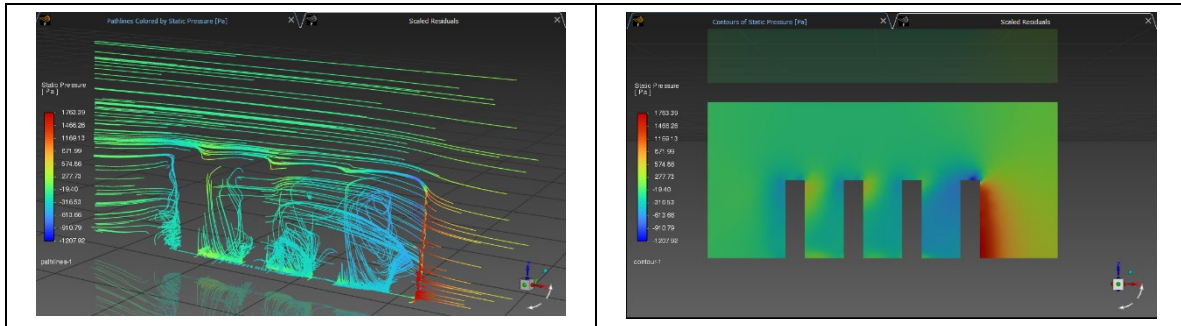 Pathlines Colored by Static Pressure [Pa]
Scaled Residuals
Static Pressure
[ Pa ]
1763.39
1466.26
1169.13
871.99
574.86
277.73
-19.40
-316.53
-613.66
-910.79
-1207.92
pathlines-1
Contours of Static Pressure [Pa]
Scaled Residuals
Static Pressure
[ Pa ]
1763.39
1466.26
1169.13
871.99
574.86
277.73
-19.40
-316.53
-613.66
-910.79
-1207.92
contour-1